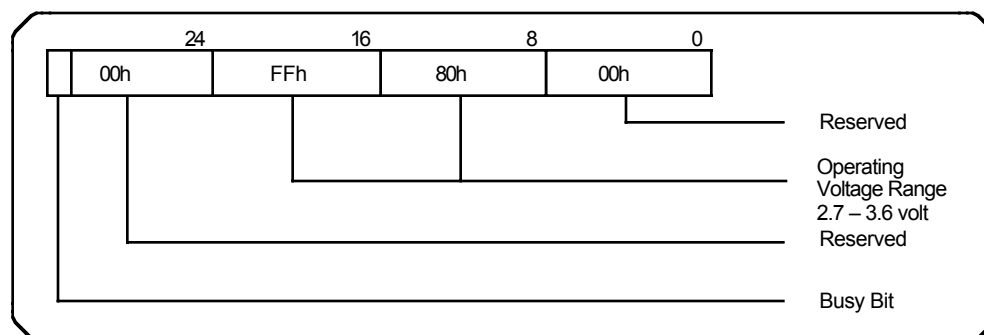 24 16 8 0
00h FFh 80h 00h
Reserved
Operating
Voltage Range
2.7 – 3.6 volt
Reserved
Busy Bit